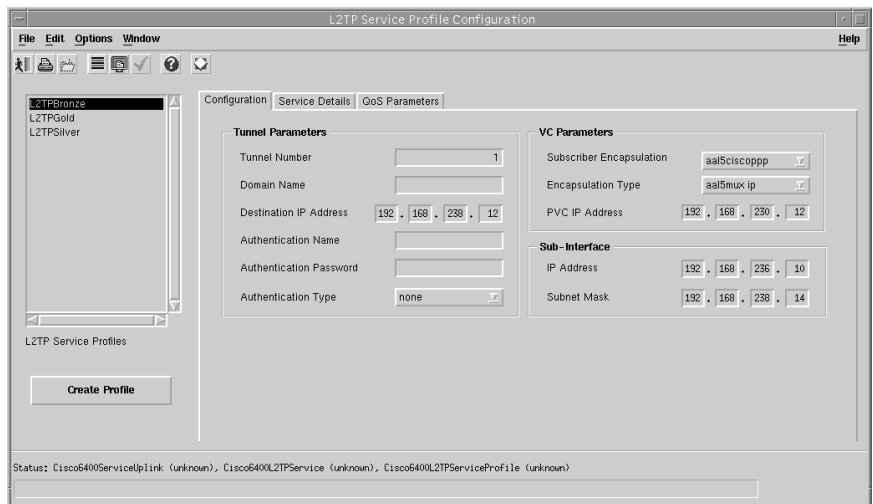 L2TP Service Profile Configuration
File Edit Options Window Help
L2TPBronze
L2TPGold
L2TPSilver
L2TP Service Profiles
Create Profile
Configuration Service Details QoS Parameters
Tunnel Parameters
Tunnel Number 1
Domain Name
Destination IP Address 192 . 168 . 238 . 12
Authentication Name
Authentication Password
Authentication Type none
VC Parameters
Subscriber Encapsulation aal5ciscoppp
Encapsulation Type aal5mux ip
PVC IP Address 192 . 168 . 230 . 12
Sub-Interface
IP Address 192 . 168 . 236 . 10
Subnet Mask 192 . 168 . 238 . 14
Status: Cisco6400ServiceUplink (unknown), Cisco6400L2TPService (unknown), Cisco6400L2TPServiceProfile (unknown)